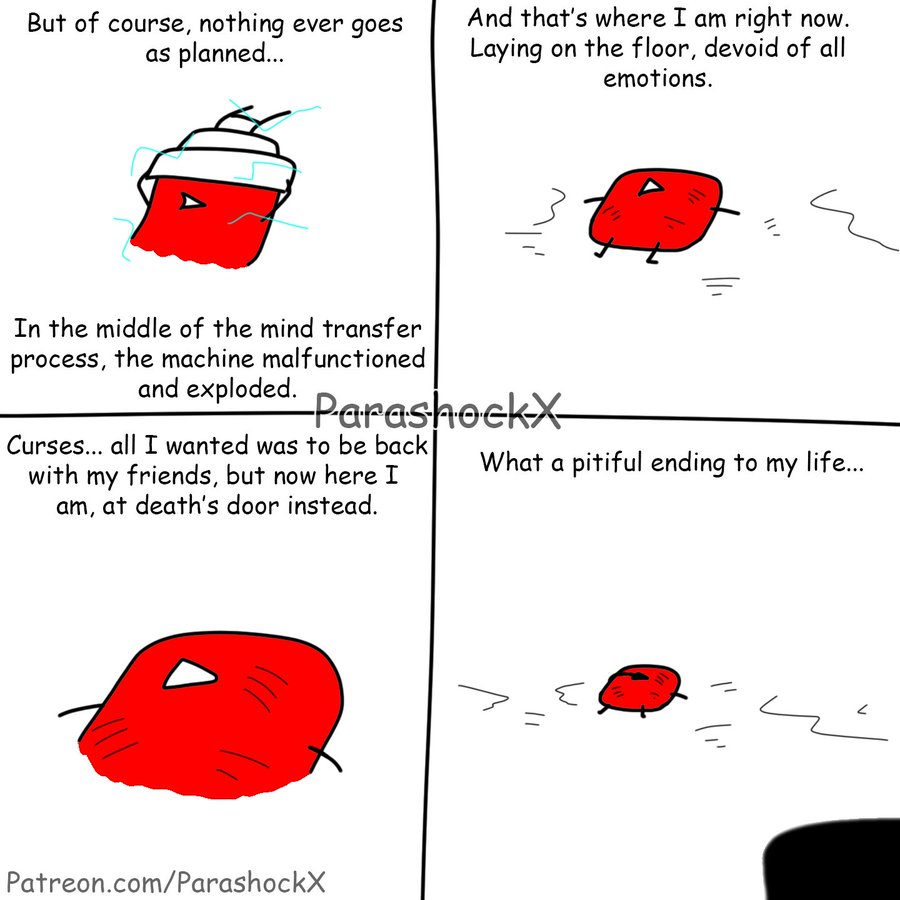 But of course, nothing ever goes
as planned...
In the middle of the mind transfer
process, the machine malfunctioned
and exploded.
And that's where I am right now.
Laying on the floor, devoid of all
emotions.
ParashockX
Curses... all I wanted was to be back
with my friends, but now here I
am, at death's door instead.
What a pitiful ending to my life...
Patreon.com/ParashockX